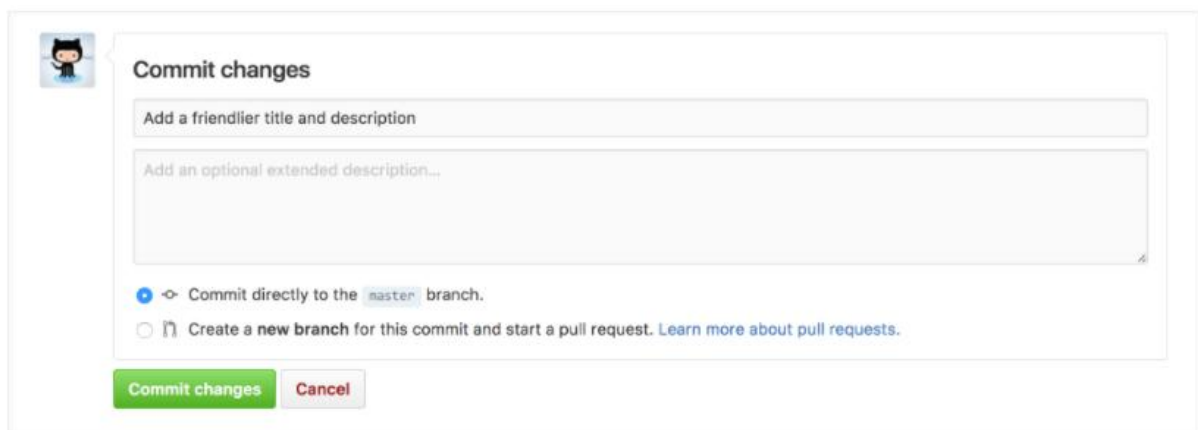 Commit changes
Add a friendlier title and description
Add an optional extended description...
Commit directly to the master branch.
Create a new branch for this commit and start a pull request. Learn more about pull requests.
Commit changes
Cancel